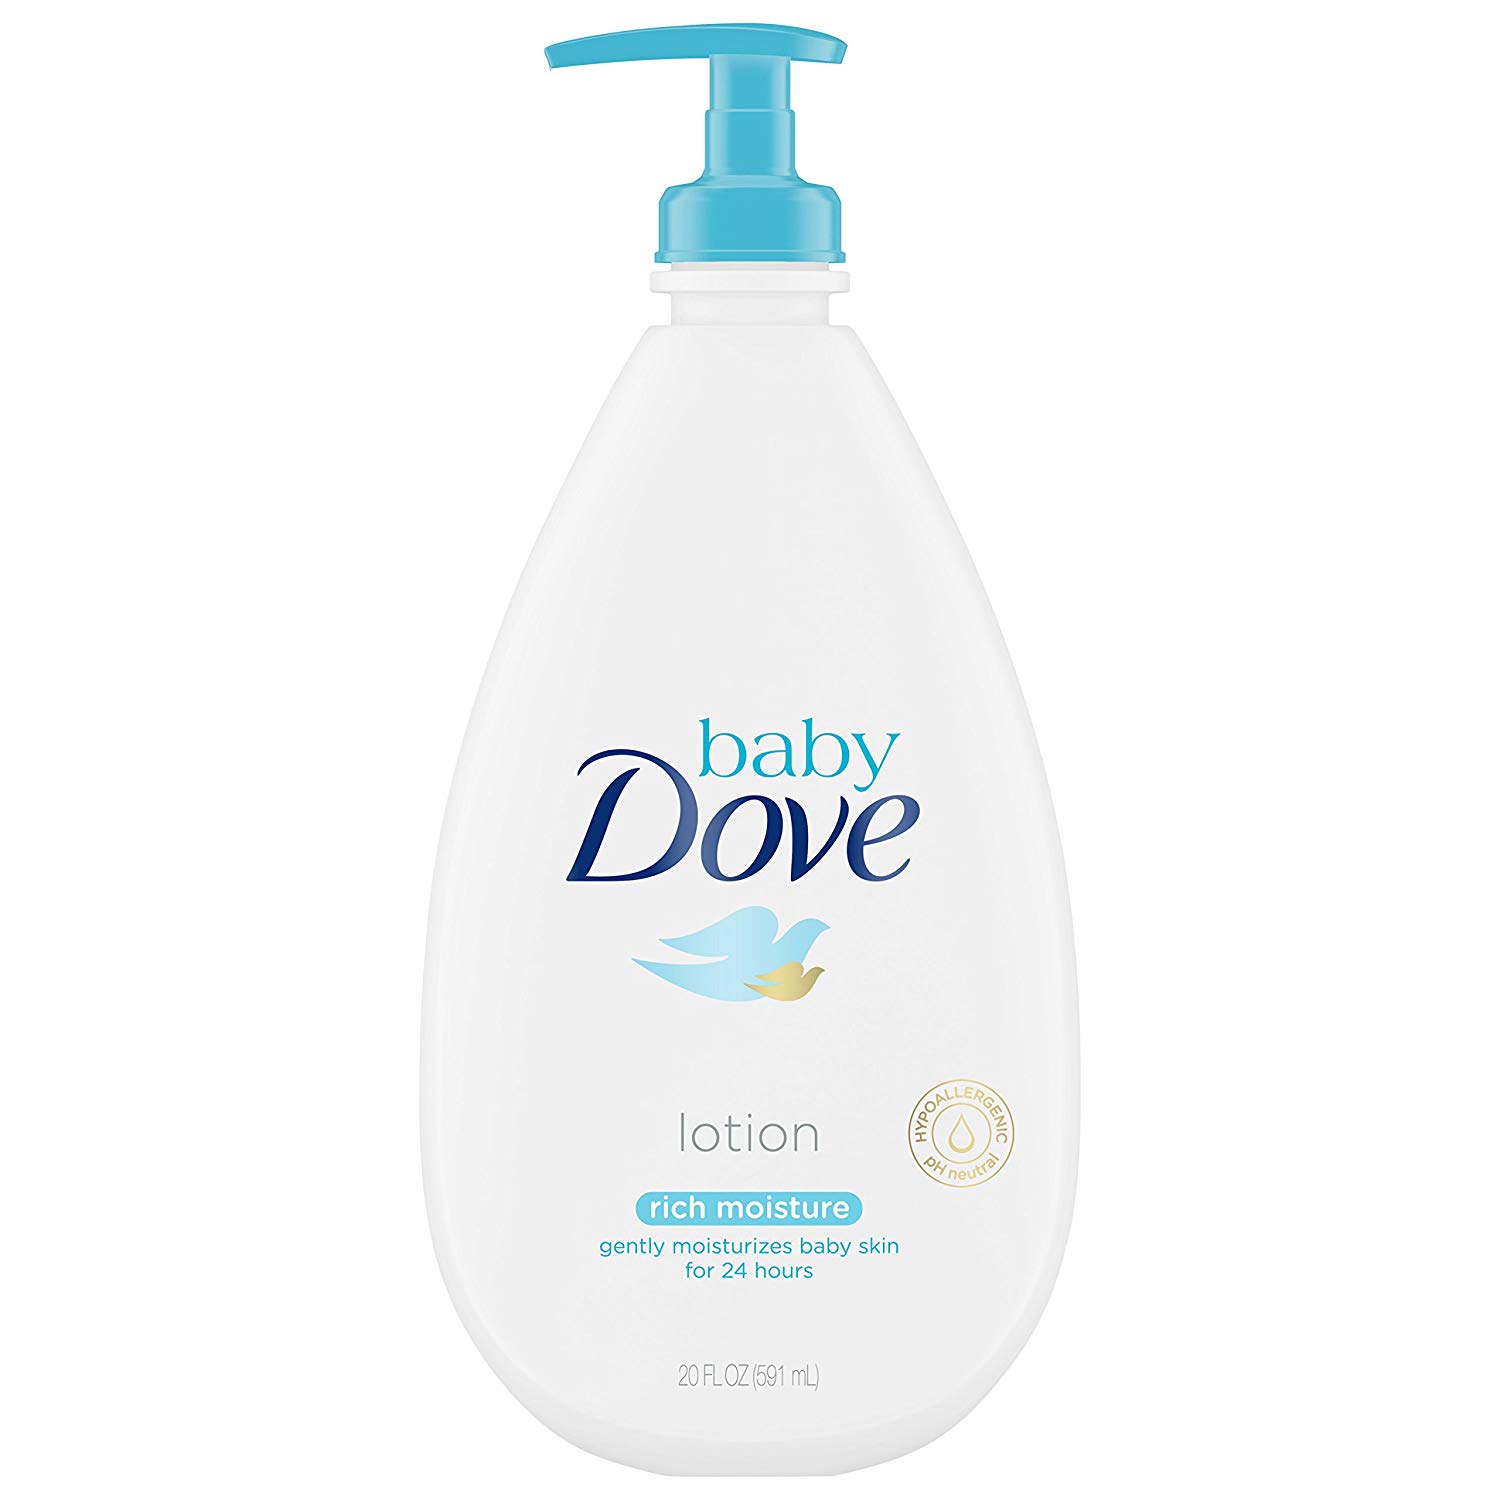 baby
Dove
lotion
HYPOALLERGENIC
pH neutral
rich moisture
gently moisturizes baby skin
for 24 hours
20 FL OZ (591 mL)